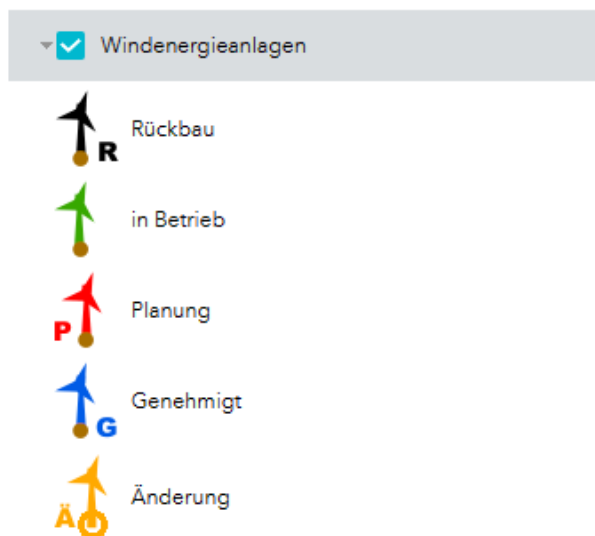 Windenergieanlagen
R Rückbau
in Betrieb
P Planung
G Genehmigt
Ä Änderung